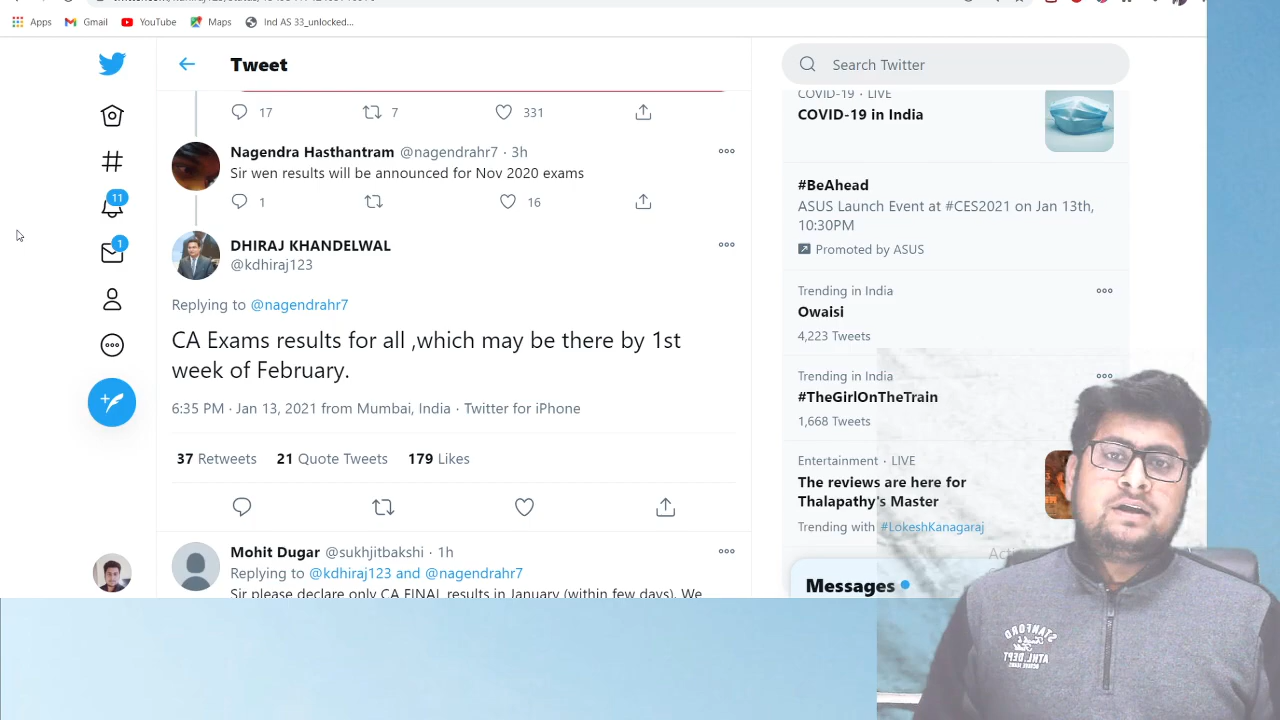 Apps Gmail YouTube Maps Ind AS 33_unlocked...
Tweet
Search Twitter
17 7 331
COVID-19 · LIVE
COVID-19 in India
Nagendra Hasthantram @nagendrahr7 · 3h
Sir wen results will be announced for Nov 2020 exams
1 16
#BeAhead
ASUS Launch Event at #CES2021 on Jan 13th,
10:30PM
Promoted by ASUS
11
1
DHIRAJ KHANDELWAL
@kdhiraj123
Replying to @nagendrahr7
CA Exams results for all ,which may be there by 1st
week of February.
6:35 PM · Jan 13, 2021 from Mumbai, India · Twitter for iPhone
37 Retweets 21 Quote Tweets 179 Likes
Trending in India
Owaisi
4,223 Tweets
Trending in India
#TheGirlOnTheTrain
1,668 Tweets
Entertainment · LIVE
The reviews are here for
Thalapathy's Master
Trending with #LokeshKanagaraj
Mohit Dugar @sukhjitbakshi · 1h
Replying to @kdhiraj123 and @nagendrahr7
Sir please declare only CA FINAL results in January (within few days). We
Messages
STANFORD
ATHL.DEPT